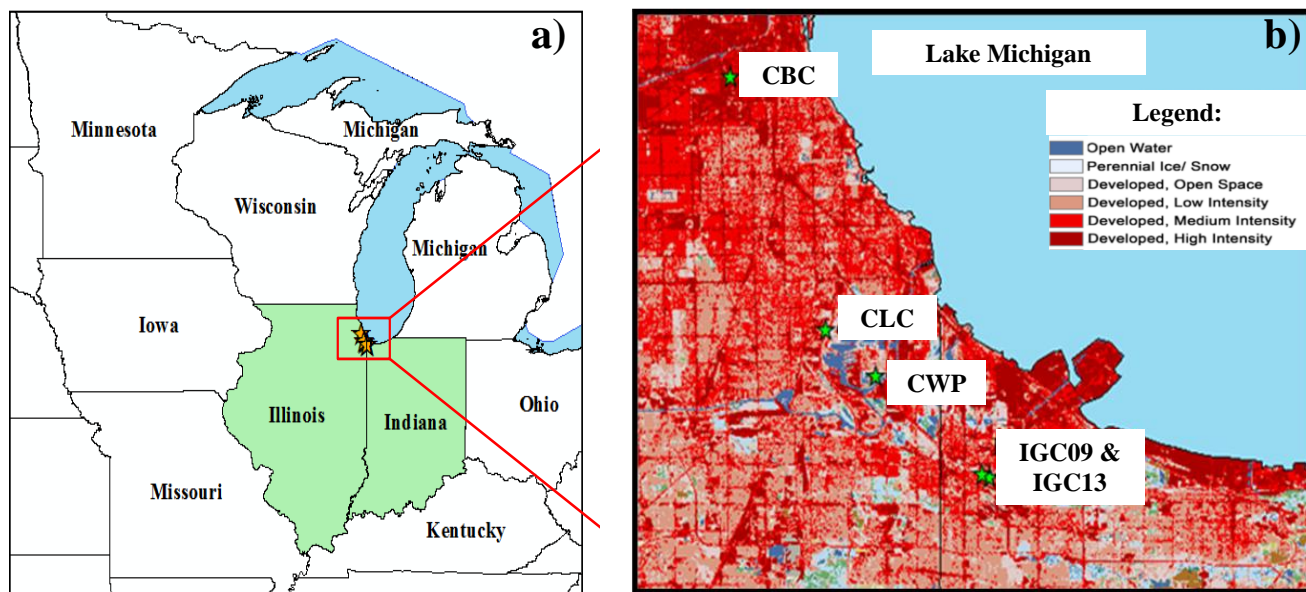 a)
Minnesota
Michigan
Wisconsin
Michigan
Iowa
Illinois
Indiana
Ohio
Missouri
Kentucky
b)
Lake Michigan
CBC
Legend:
Open Water
Perennial Ice/ Snow
Developed, Open Space
Developed, Low Intensity
Developed, Medium Intensity
Developed, High Intensity
CLC
CWP
IGC09 &
IGC13